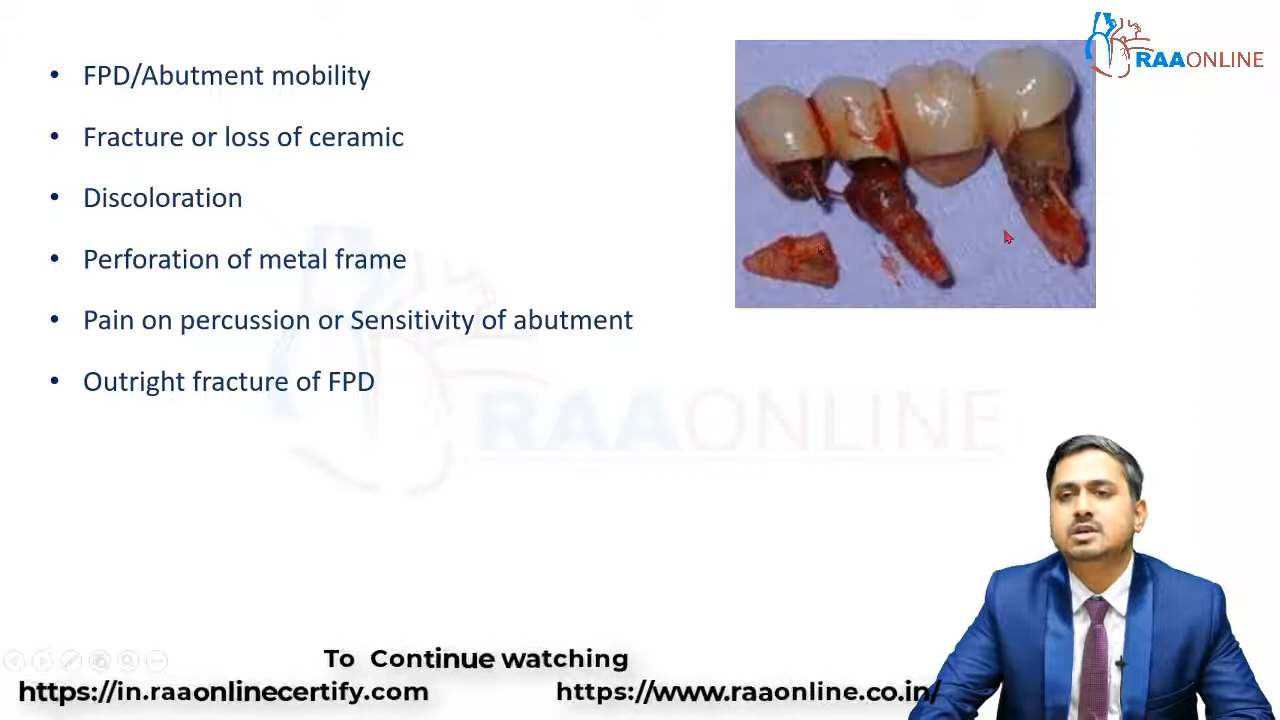 RAAONLINE
• FPD/Abutment mobility
• Fracture or loss of ceramic
• Discoloration
• Perforation of metal frame
• Pain on percussion or Sensitivity of abutment
• Outright fracture of FPD
RAAONLINE
To Continue watching
https://in.raaonlinecertify.com https://www.raaonline.co.in/